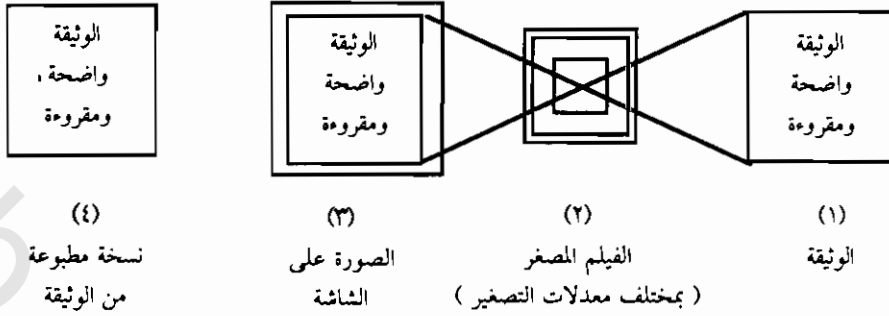 الوثيقة
واضحة
ومقروءة
(١)
الوثيقة
(٢)
الفيلم المصغر
( بمختلف معدلات التصغير )
الوثيقة
واضحة
ومقروءة
(٣)
الصورة على
الشاشة
الوثيقة
واضحة
ومقروءة
(٤)
نسخة مطبوعة
من الوثيقة